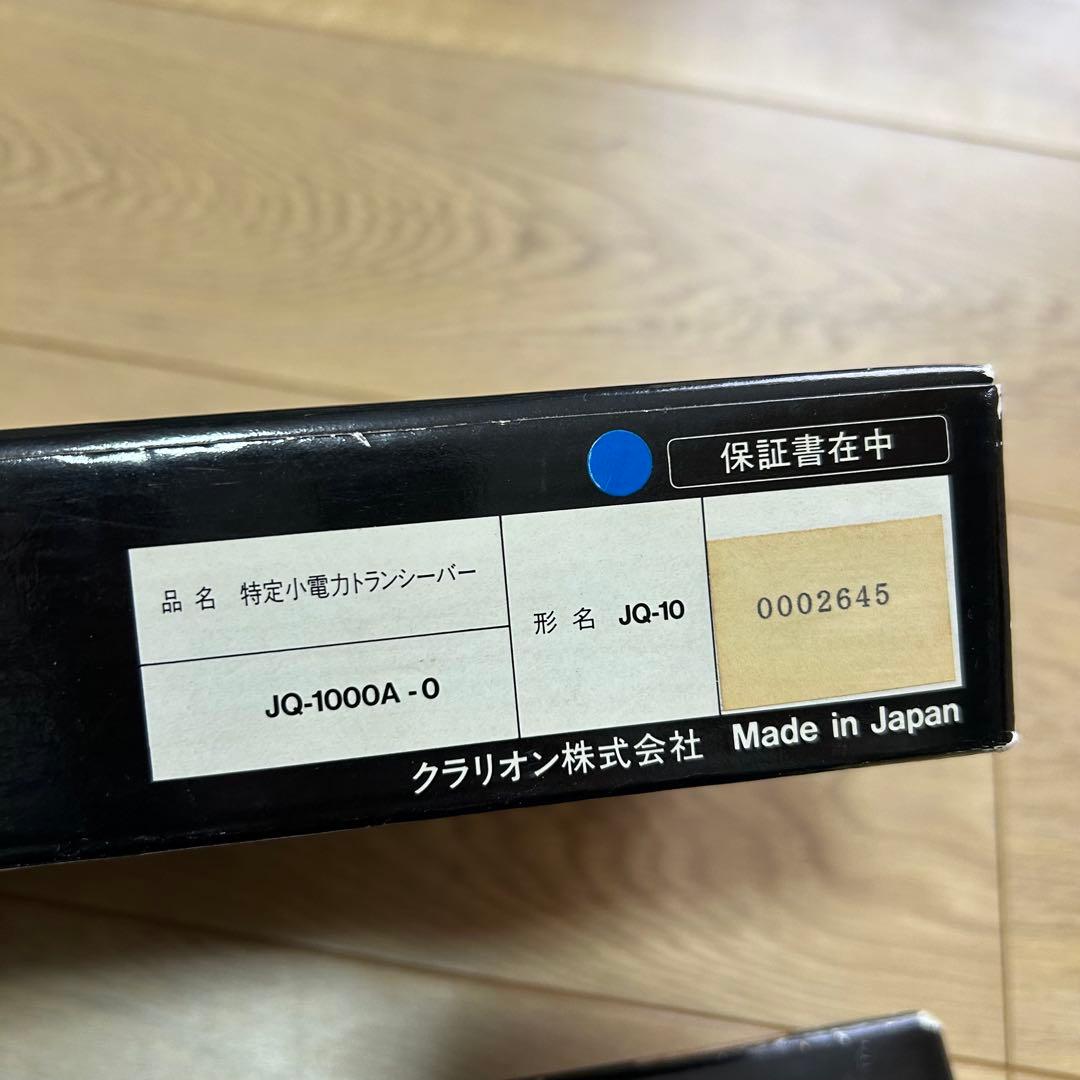 保証書在中
品名 特定小電力トランシーバー
JQ-1000A-0
形名 JQ-10
0002645
クラリオン株式会社 Made in Japan